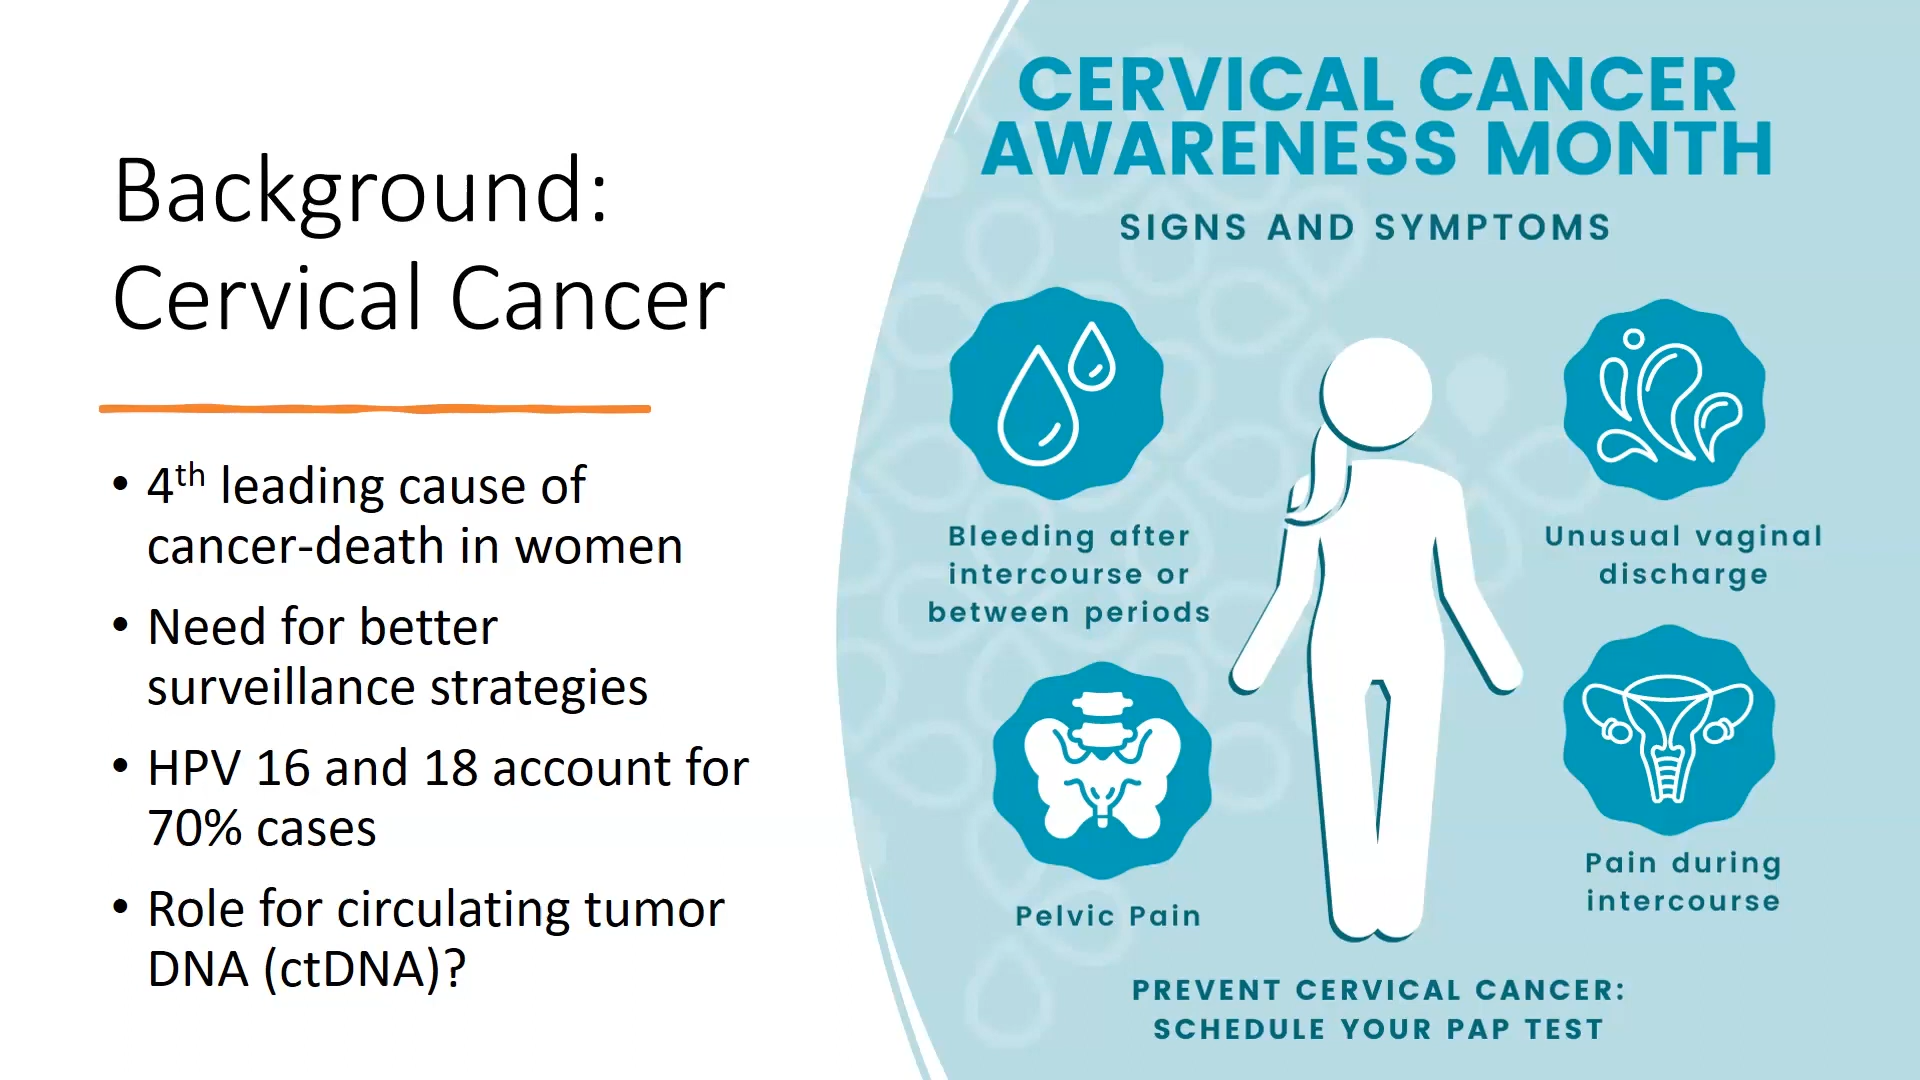 Background:
Cervical Cancer
• 4th leading cause of
cancer-death in women
• Need for better
surveillance strategies
• HPV 16 and 18 account for
70% cases
• Role for circulating tumor
DNA (ctDNA)?
CERVICAL CANCER
AWARENESS MONTH
SIGNS AND SYMPTOMS
Bleeding after
intercourse or
between periods
Unusual vaginal
discharge
Pelvic Pain
Pain during
intercourse
PREVENT CERVICAL CANCER:
SCHEDULE YOUR PAP TEST